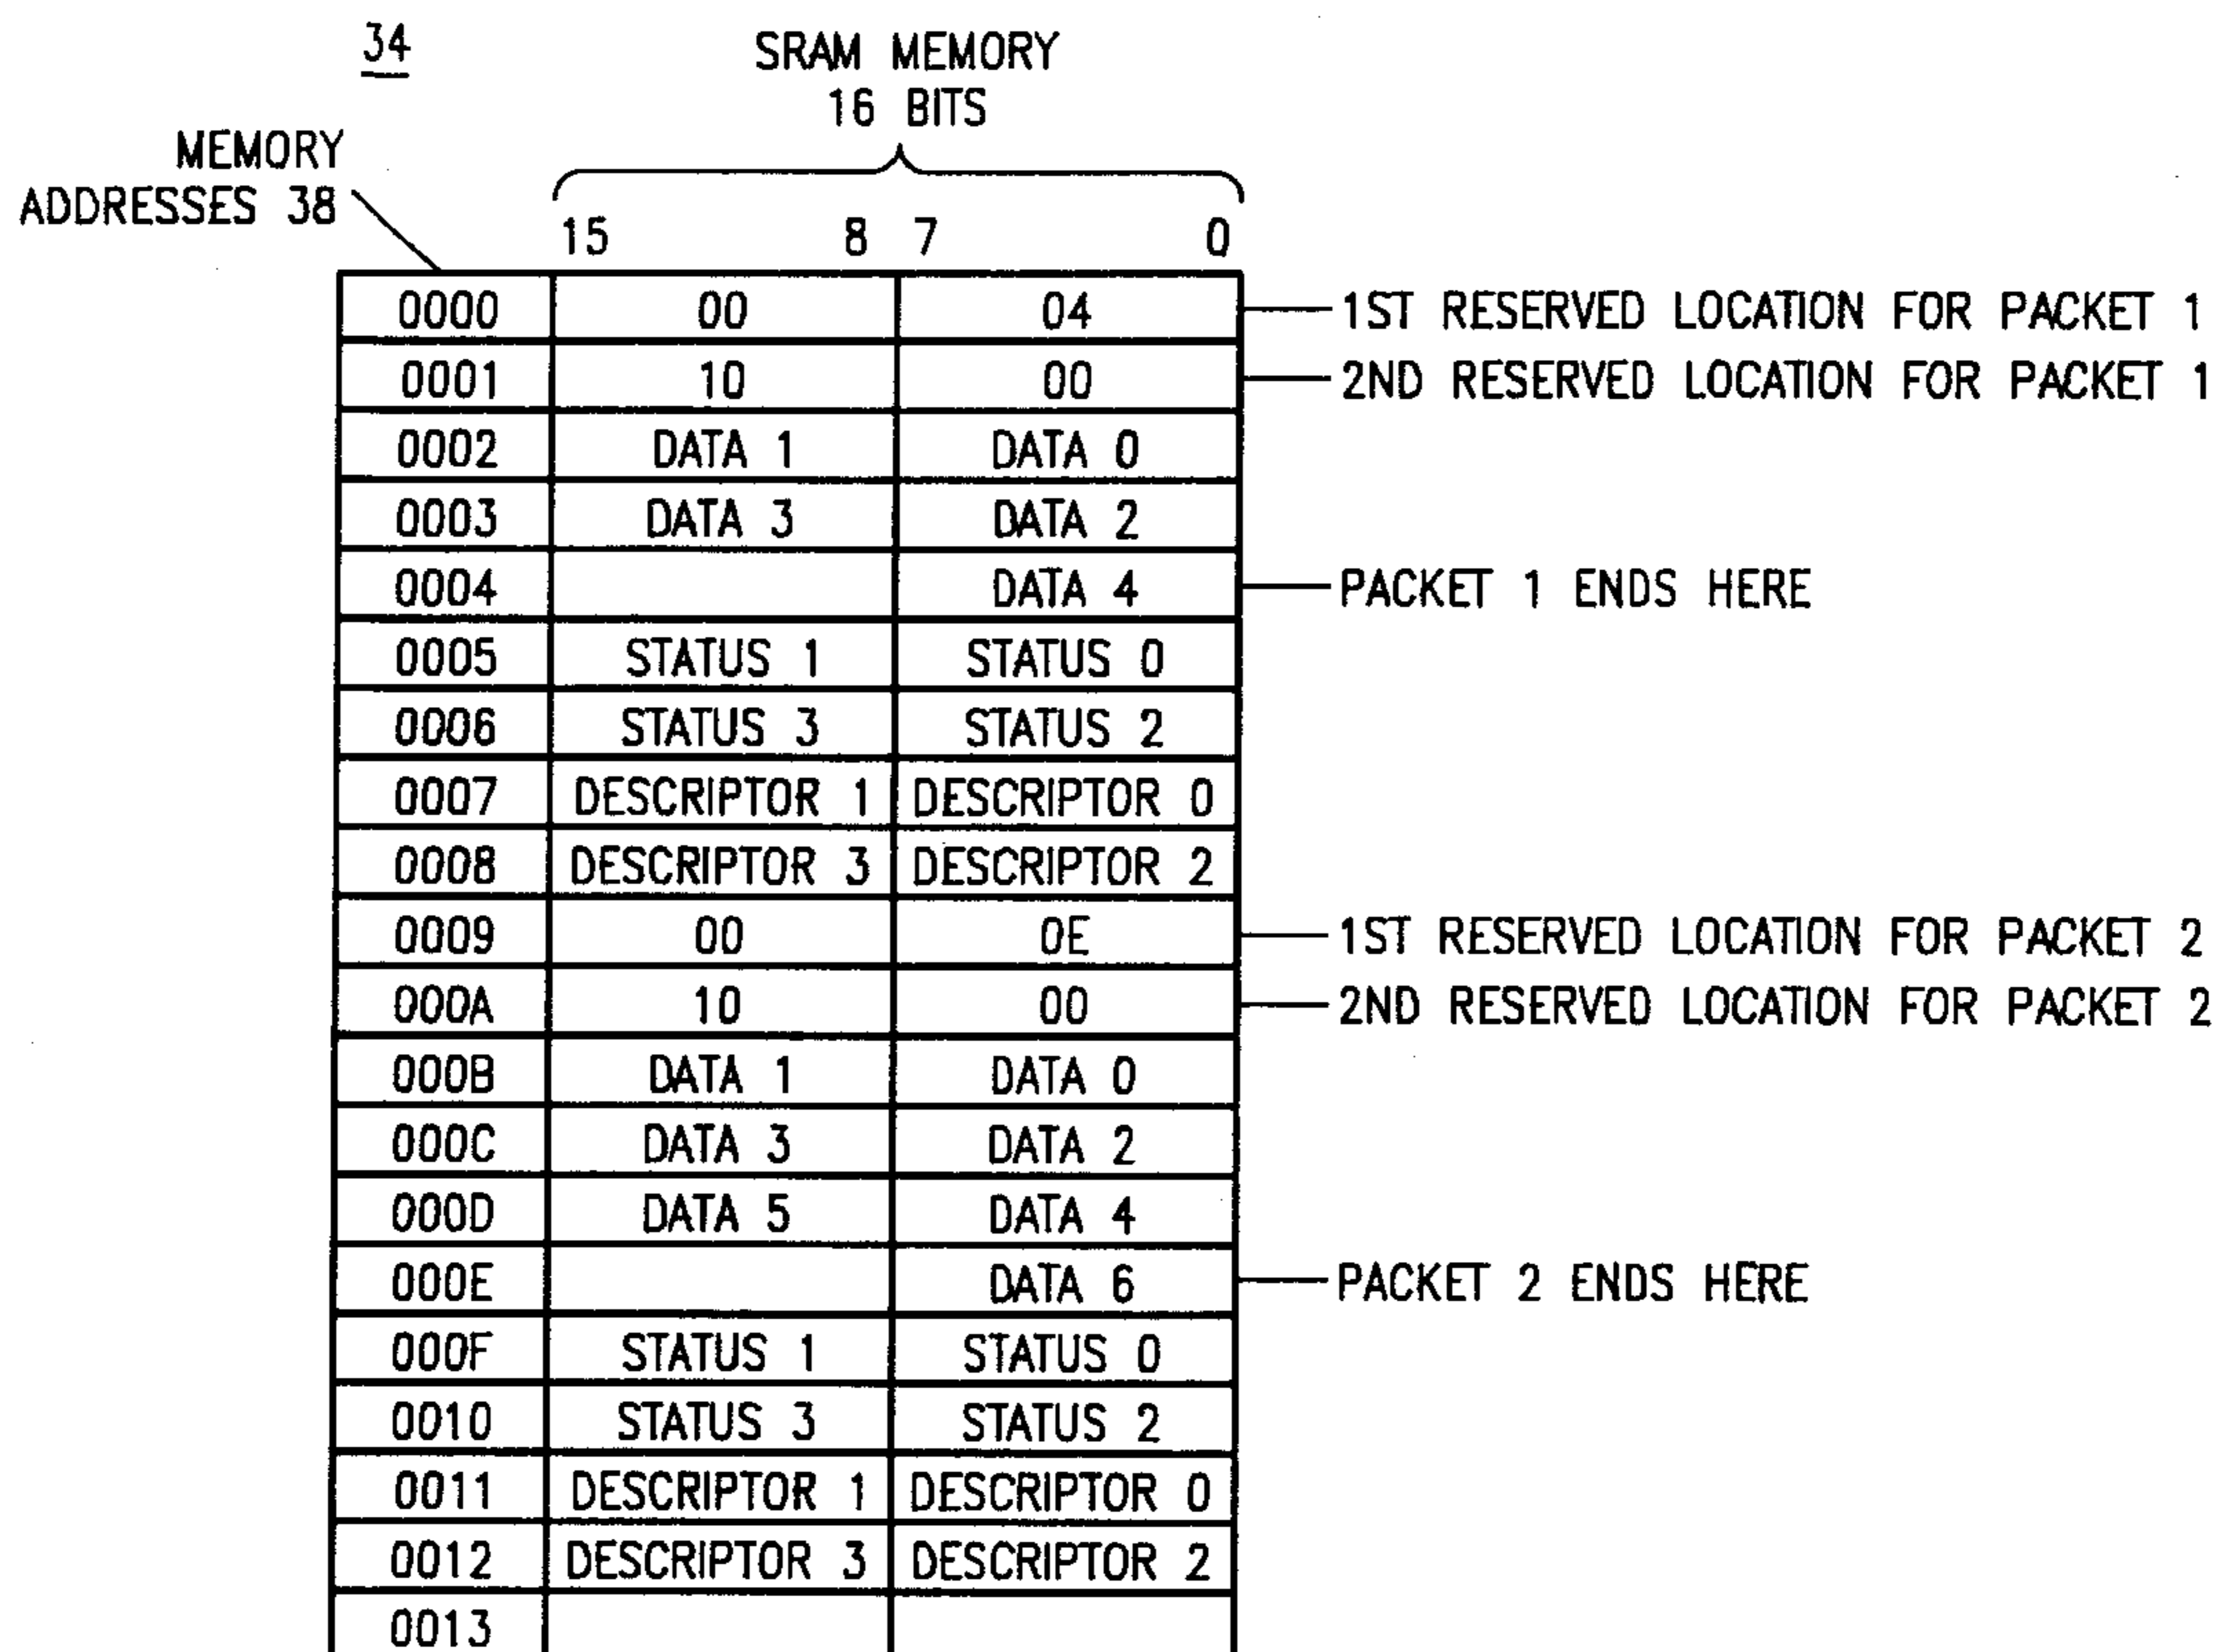 34
SRAM MEMORY
16 BITS
MEMORY
ADDRESSES 38
15 8 7 0
0000 00 04 1ST RESERVED LOCATION FOR PACKET 1
0001 10 00 2ND RESERVED LOCATION FOR PACKET 1
0002 DATA 1 DATA 0
0003 DATA 3 DATA 2
0004 DATA 4 PACKET 1 ENDS HERE
0005 STATUS 1 STATUS 0
0006 STATUS 3 STATUS 2
0007 DESCRIPTOR 1 DESCRIPTOR 0
0008 DESCRIPTOR 3 DESCRIPTOR 2
0009 00 0E 1ST RESERVED LOCATION FOR PACKET 2
000A 10 00 2ND RESERVED LOCATION FOR PACKET 2
000B DATA 1 DATA 0
000C DATA 3 DATA 2
000D DATA 5 DATA 4
000E DATA 6 PACKET 2 ENDS HERE
000F STATUS 1 STATUS 0
0010 STATUS 3 STATUS 2
0011 DESCRIPTOR 1 DESCRIPTOR 0
0012 DESCRIPTOR 3 DESCRIPTOR 2
0013